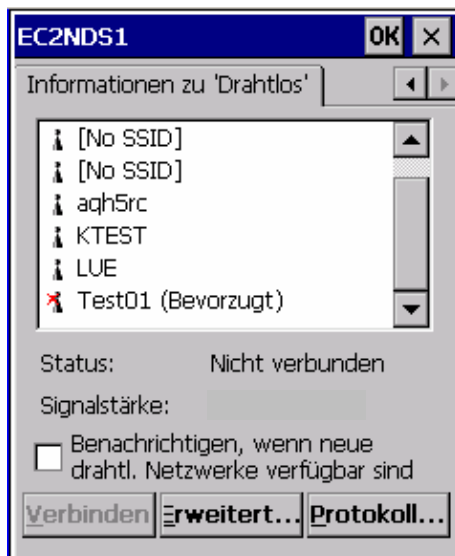 EC2NDS1 OK
Informationen zu 'Drahtlos'
[No SSID]
[No SSID]
aqh5rc
KTEST
LUE
Test01 (Bevorzugt)
Status: Nicht verbunden
Signalstärke:
Benachrichtigen, wenn neue
drahtl. Netzwerke verfügbar sind
Verbinden Erweitert... Protokoll...